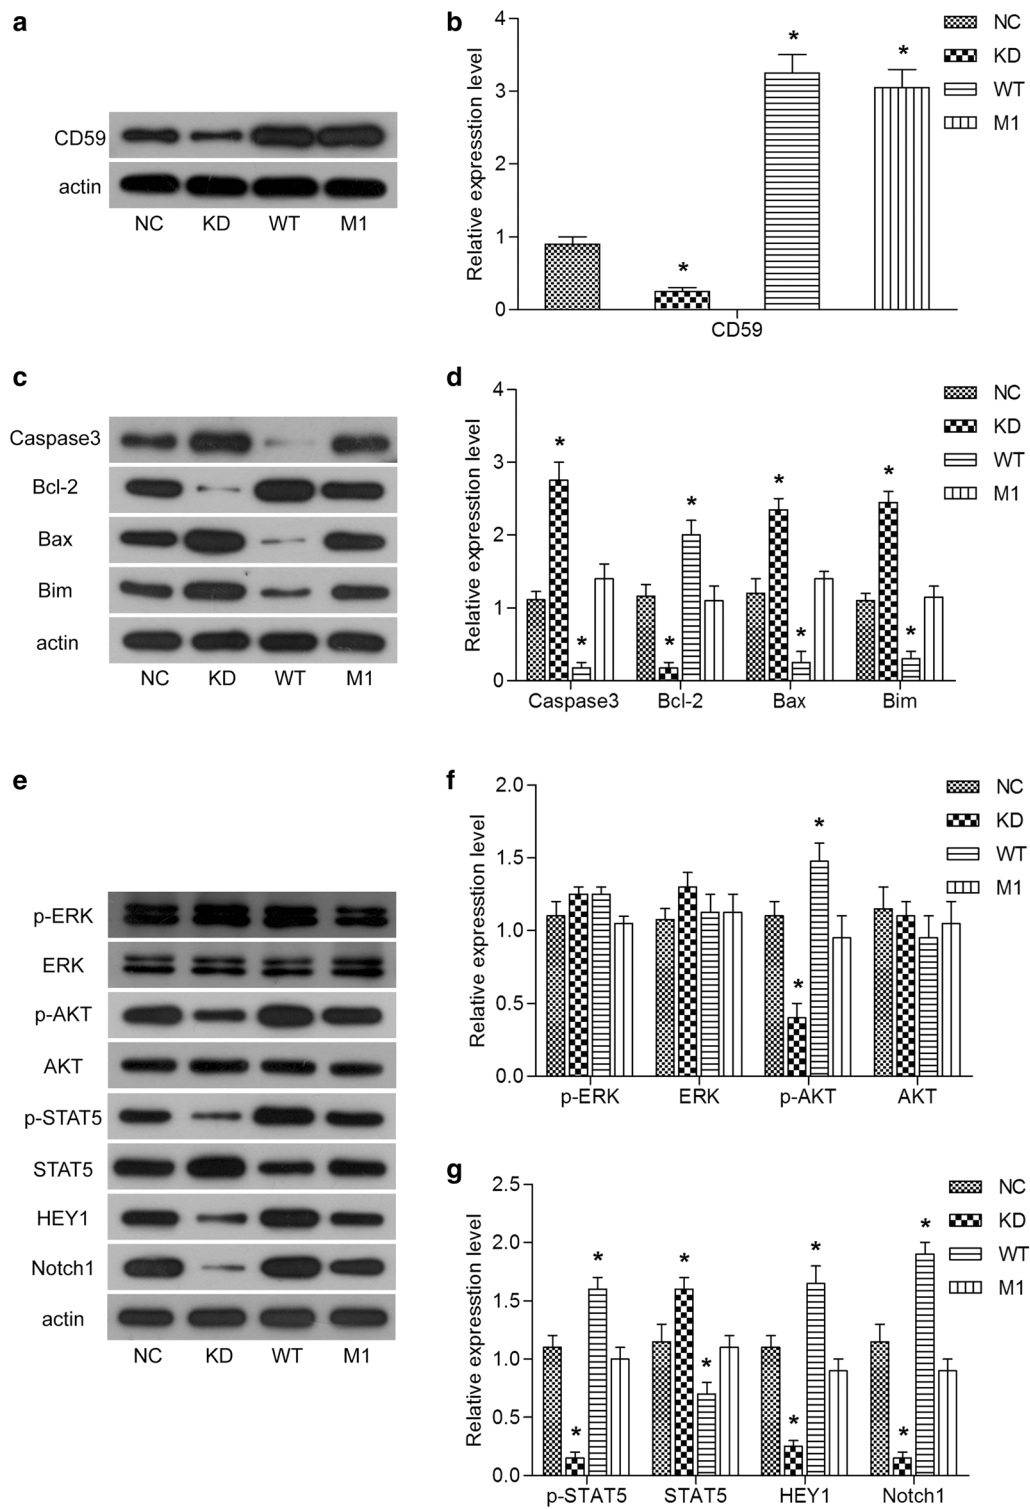 a
CD59
actin
NC KD WT M1
b
Relative expresstion level
4
3
2
1
0
* * *
CD59
NC
KD
WT
M1
c
Caspase3
Bcl-2
Bax
Bim
actin
NC KD WT M1
d
Relative expresstion level
4
3
2
1
0
* * * * * * * *
Caspase3 Bcl-2 Bax Bim
NC
KD
WT
M1
e
p-ERK
ERK
p-AKT
AKT
p-STAT5
STAT5
HEY1
Notch1
actin
NC KD WT M1
f
Relative expresstion level
2.0
1.5
1.0
0.5
0.0
* *
p-ERK ERK p-AKT AKT
NC
KD
WT
M1
g
Relative expresstion level
2.5
2.0
1.5
1.0
0.5
0.0
* * * * * * * *
p-STAT5 STAT5 HEY1 Notch1
NC
KD
WT
M1